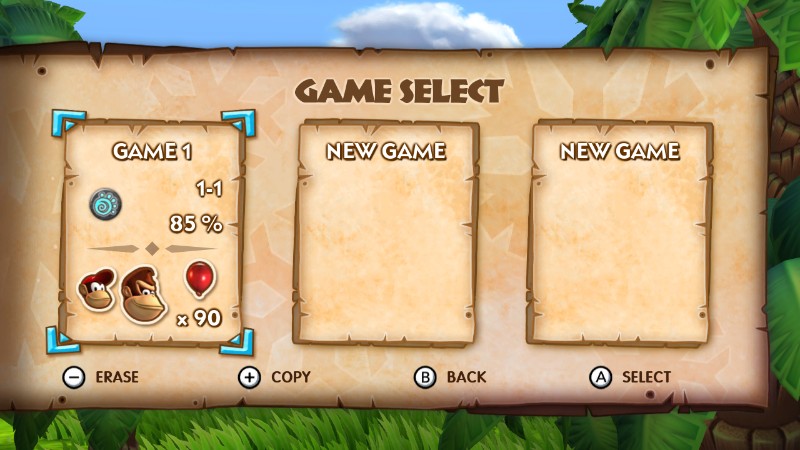 GAME SELECT
GAME 1
1-1
85 %
x 90
NEW GAME
NEW GAME
− ERASE
+ COPY
B BACK
A SELECT